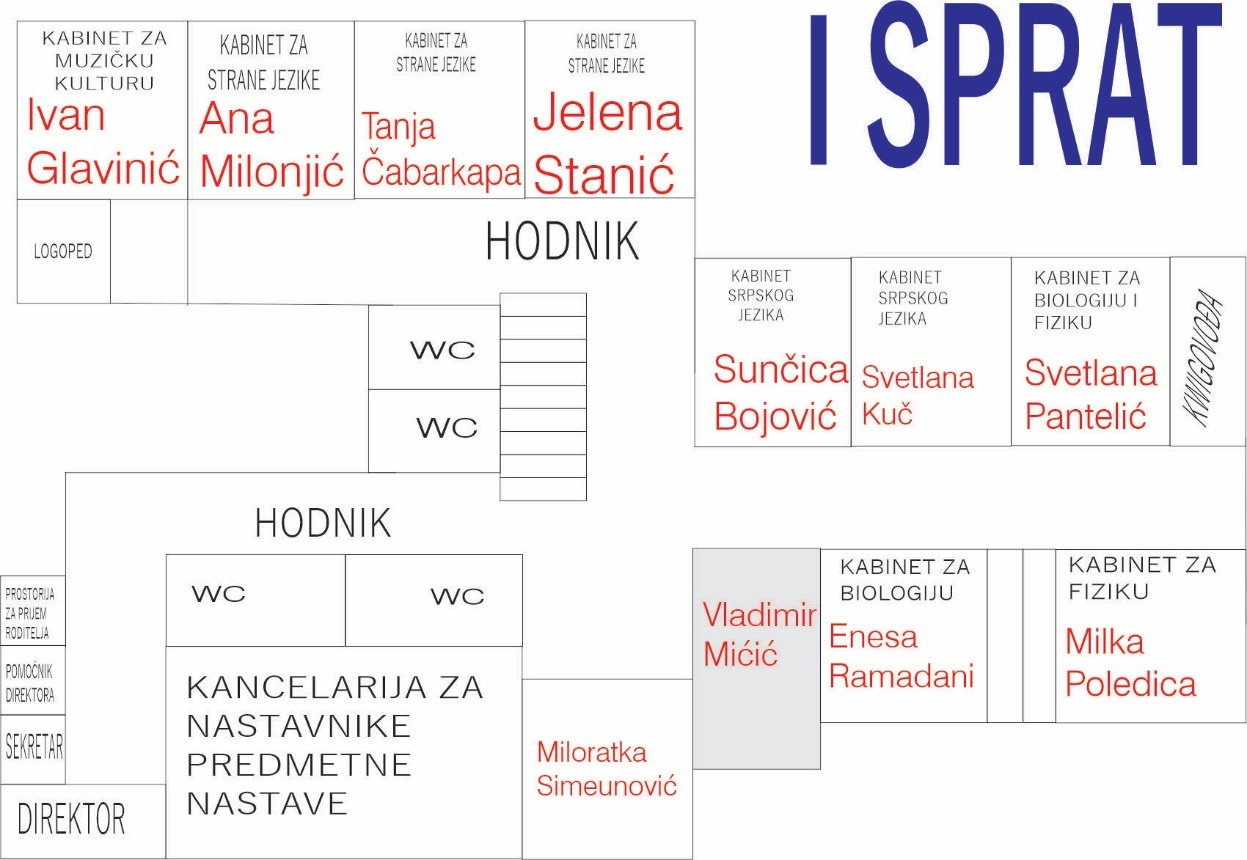 I SPRAT
KABINET ZA
MUZIČKU
KULTURU
Ivan
Glavinić
KABINET ZA
STRANE JEZIKE
Ana
Milonjić
KABINET ZA
STRANE JEZIKE
Tanja
Čabarkapa
KABINET ZA
STRANE JEZIKE
Jelena
Stanić
LOGOPED
HODNIK
KABINET
SRPSKOG
JEZIKA
Sunčica
Bojović
KABINET
SRPSKOG
JEZIKA
Svetlana
Kuč
KABINET ZA
BIOLOGIJU I
FIZIKU
Svetlana
Pantelić
KWIGOVOĐA
WC
WC
HODNIK
WC
WC
PROSTORIJA
ZA PRIJEM
RODITELJA
POMOĆNIK
DIREKTORA
SEKRETAR
DIREKTOR
KANCELARIJA ZA
NASTAVNIKE
PREDMETNE
NASTAVE
Miloratka
Simeunović
Vladimir
Mićić
KABINET ZA
BIOLOGIJU
Enesa
Ramadani
KABINET ZA
FIZIKU
Milka
Poledica